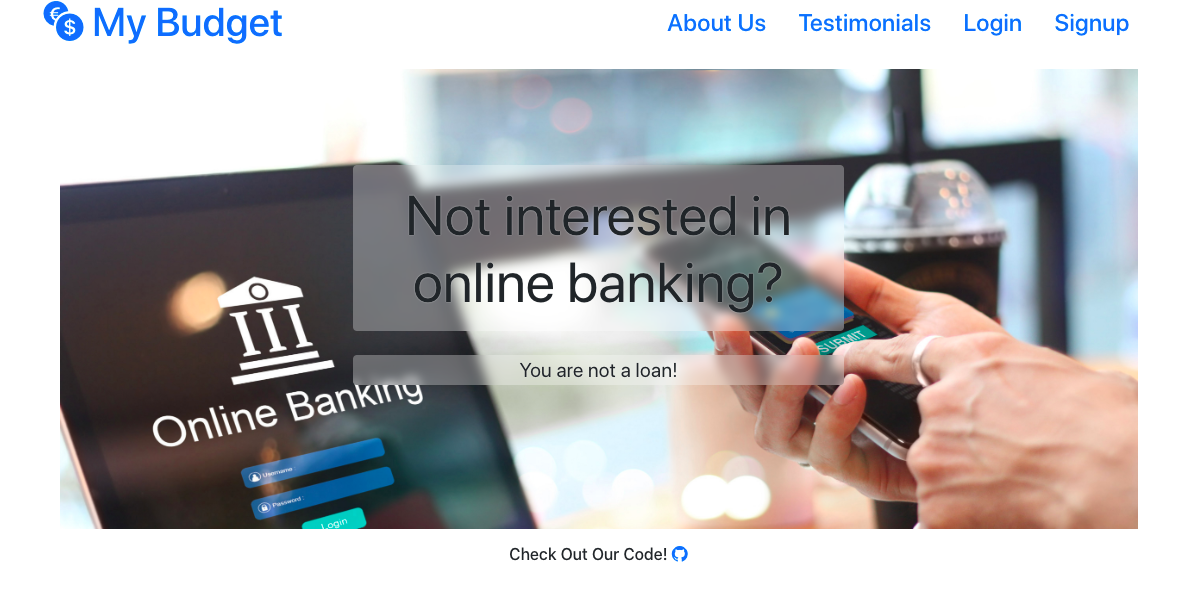 € $ My Budget
About Us Testimonials Login Signup
Not interested in
online banking?
You are not a loan!
SUBMIT
Online Banking
Username
Password :
Login
Check Out Our Code!